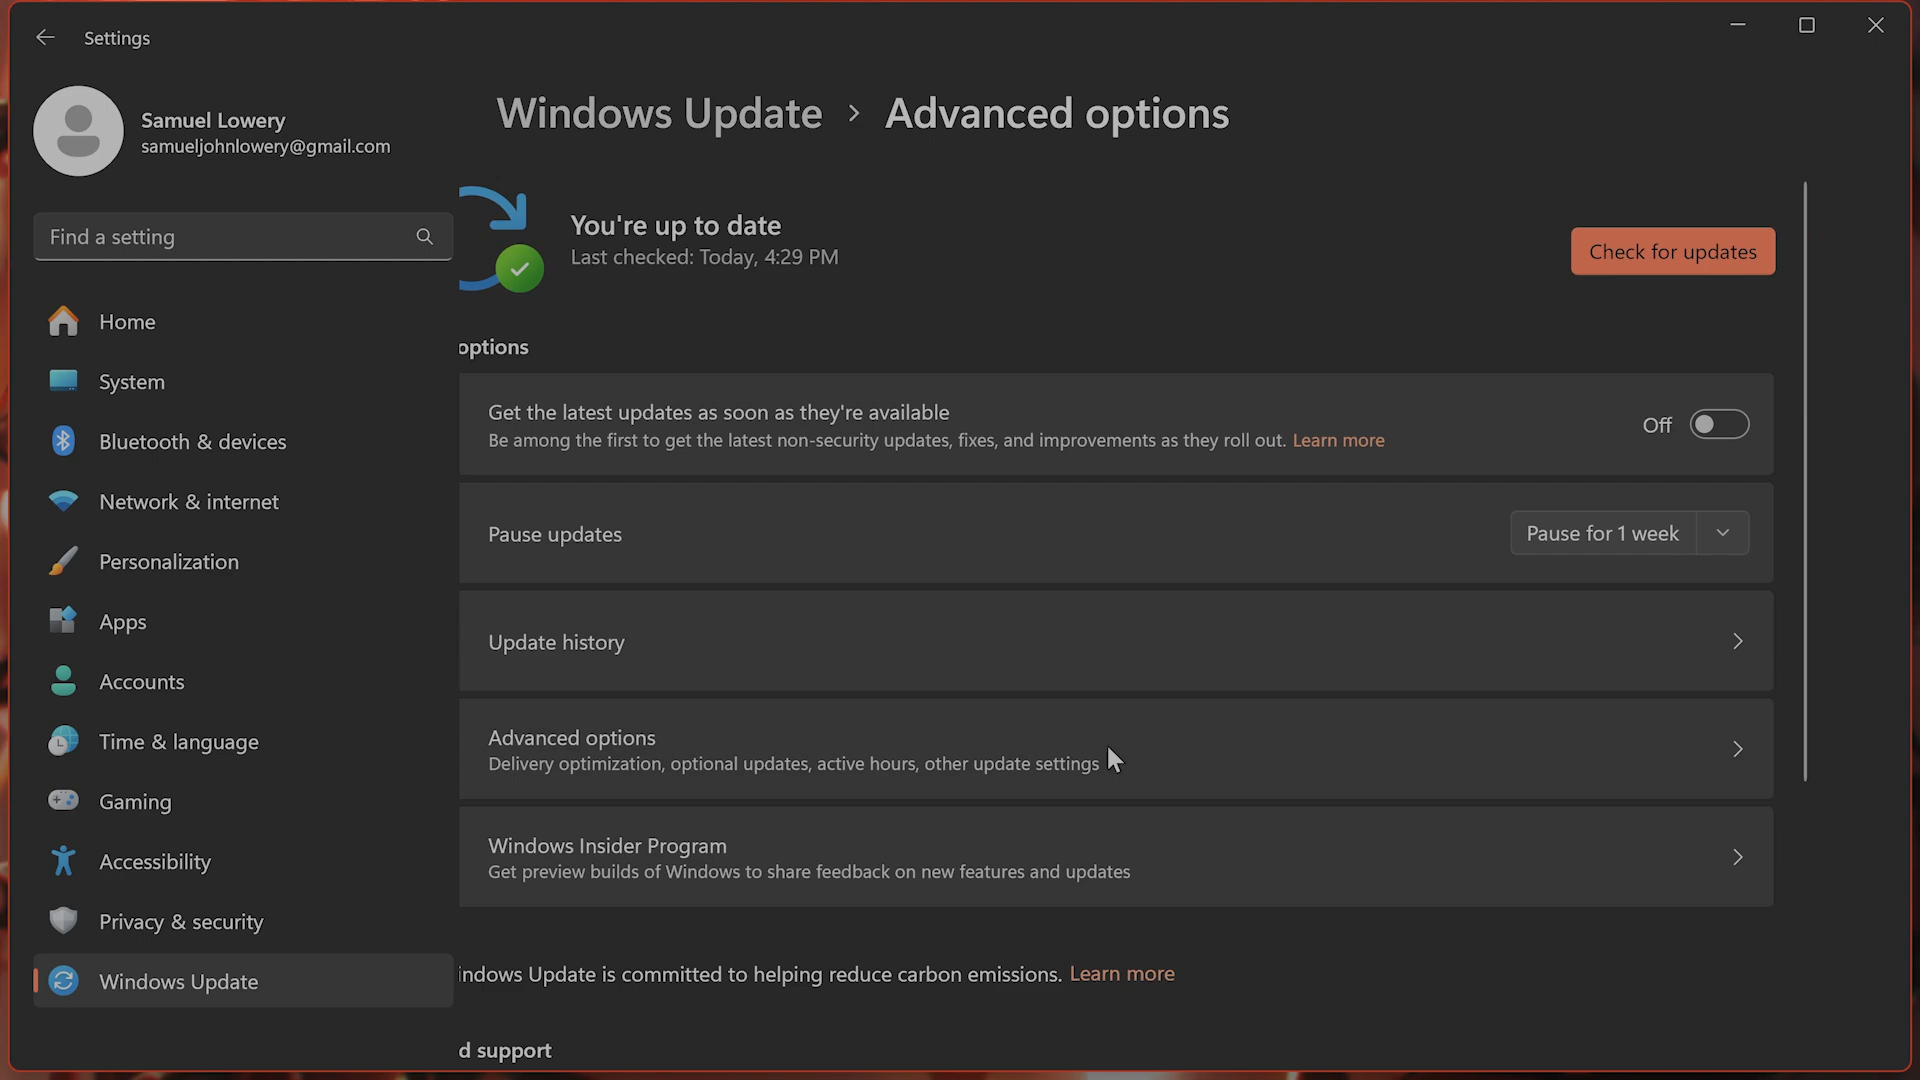 Settings
Samuel Lowery
samueljohnlowery@gmail.com
Find a setting
Home
System
Bluetooth & devices
Network & internet
Personalization
Apps
Accounts
Time & language
Gaming
Accessibility
Privacy & security
Windows Update
Windows Update > Advanced options
You're up to date
Last checked: Today, 4:29 PM
Check for updates
options
Get the latest updates as soon as they're available
Be among the first to get the latest non-security updates, fixes, and improvements as they roll out. Learn more
Off
Pause updates
Pause for 1 week
Update history
Advanced options
Delivery optimization, optional updates, active hours, other update settings
Windows Insider Program
Get preview builds of Windows to share feedback on new features and updates
indows Update is committed to helping reduce carbon emissions. Learn more
d support